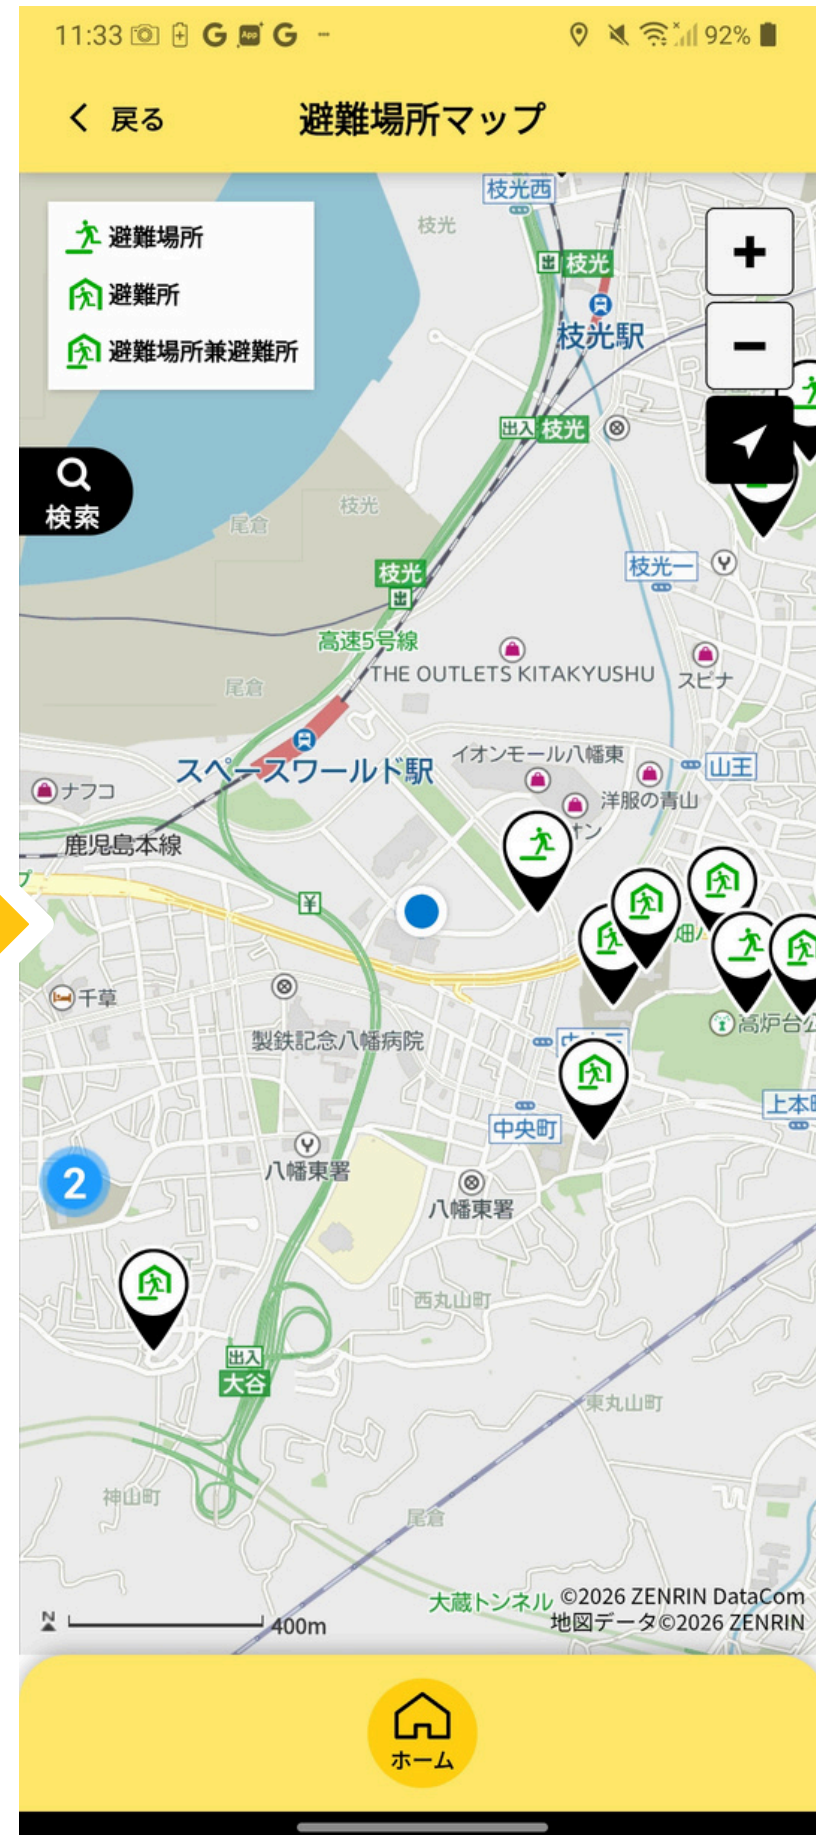 11:33
92%
戻る
避難場所マップ
避難場所
避難所
避難場所兼避難所
検索
枝光西
枝光
出 枝光
枝光駅
出入 枝光
枝光
尾倉
枝光
出
枝光一
高速5号線
THE OUTLETS KITAKYUSHU
スピナ
尾倉
スペースワールド駅
イオンモール八幡東
山王
ナフコ
洋服の青山
鹿児島本線
千草
高炉台公
製鉄記念八幡病院
上本町
中央町
2
八幡東署
八幡東署
西丸山町
出入
大谷
東丸山町
神山町
尾倉
大蔵トンネル
©2026 ZENRIN DataCom
地図データ©2026 ZENRIN
N
400m
ホーム